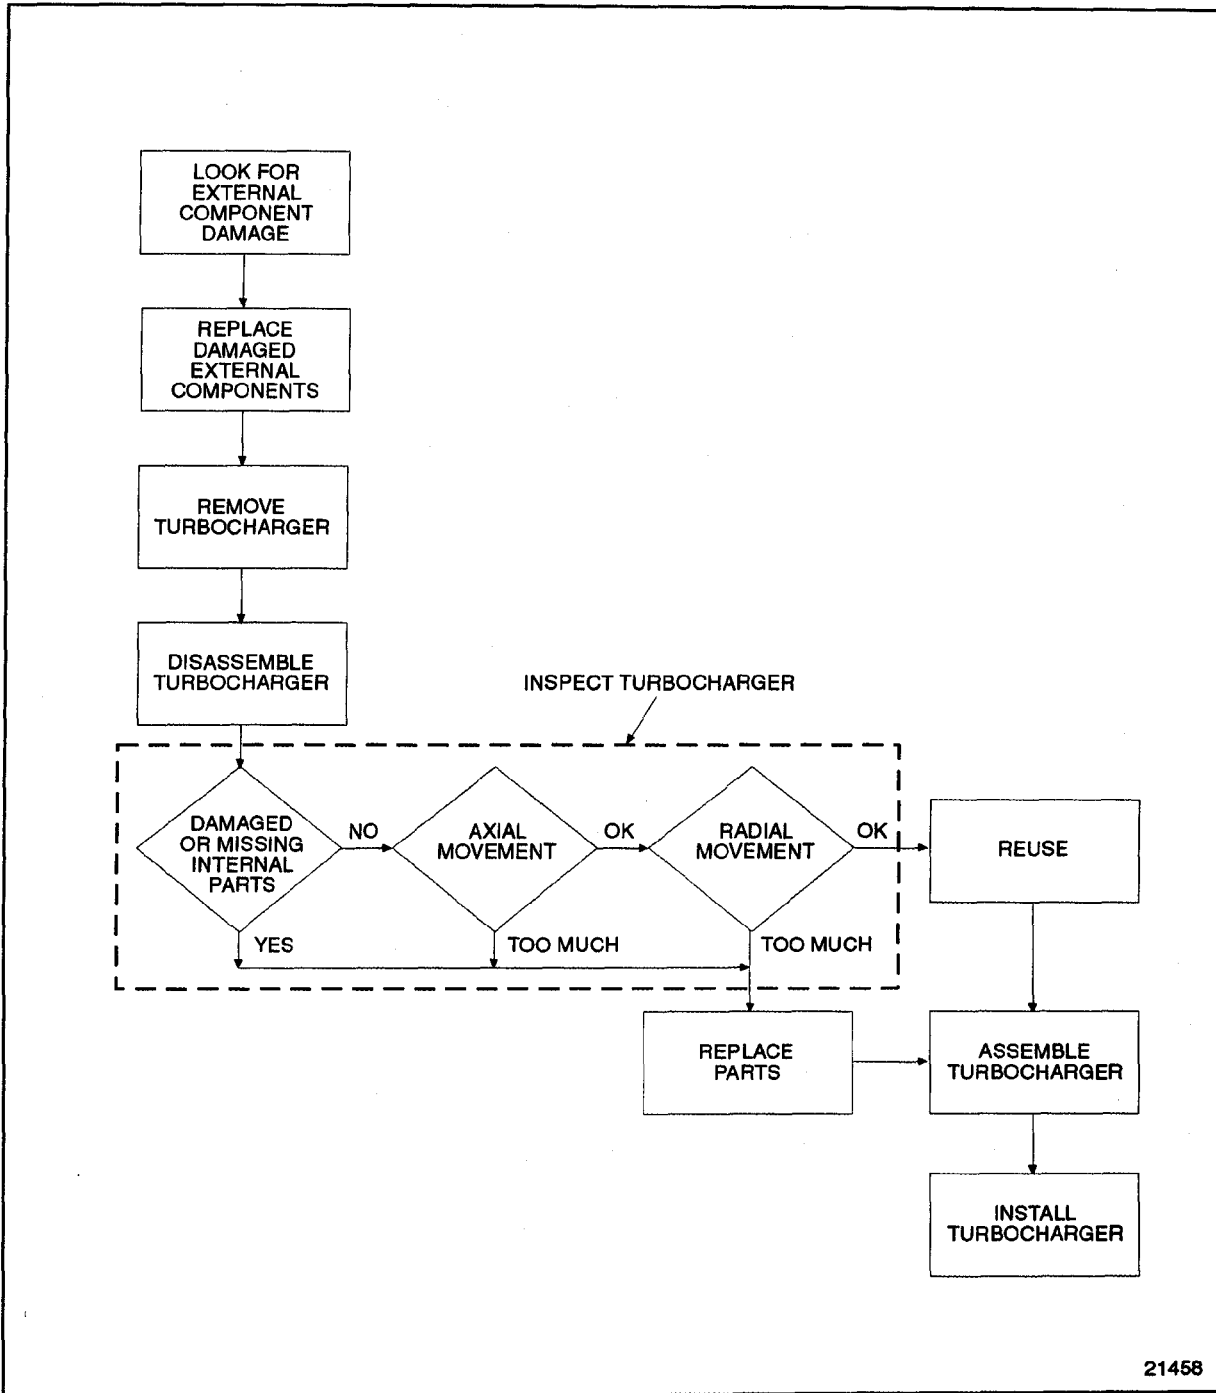 LOOK FOR
EXTERNAL
COMPONENT
DAMAGE
REPLACE
DAMAGED
EXTERNAL
COMPONENTS
REMOVE
TURBOCHARGER
DISASSEMBLE
TURBOCHARGER
INSPECT TURBOCHARGER
DAMAGED
OR MISSING
INTERNAL
PARTS
NO
AXIAL
MOVEMENT
OK
RADIAL
MOVEMENT
OK
REUSE
YES
TOO MUCH
TOO MUCH
REPLACE
PARTS
ASSEMBLE
TURBOCHARGER
INSTALL
TURBOCHARGER
21458